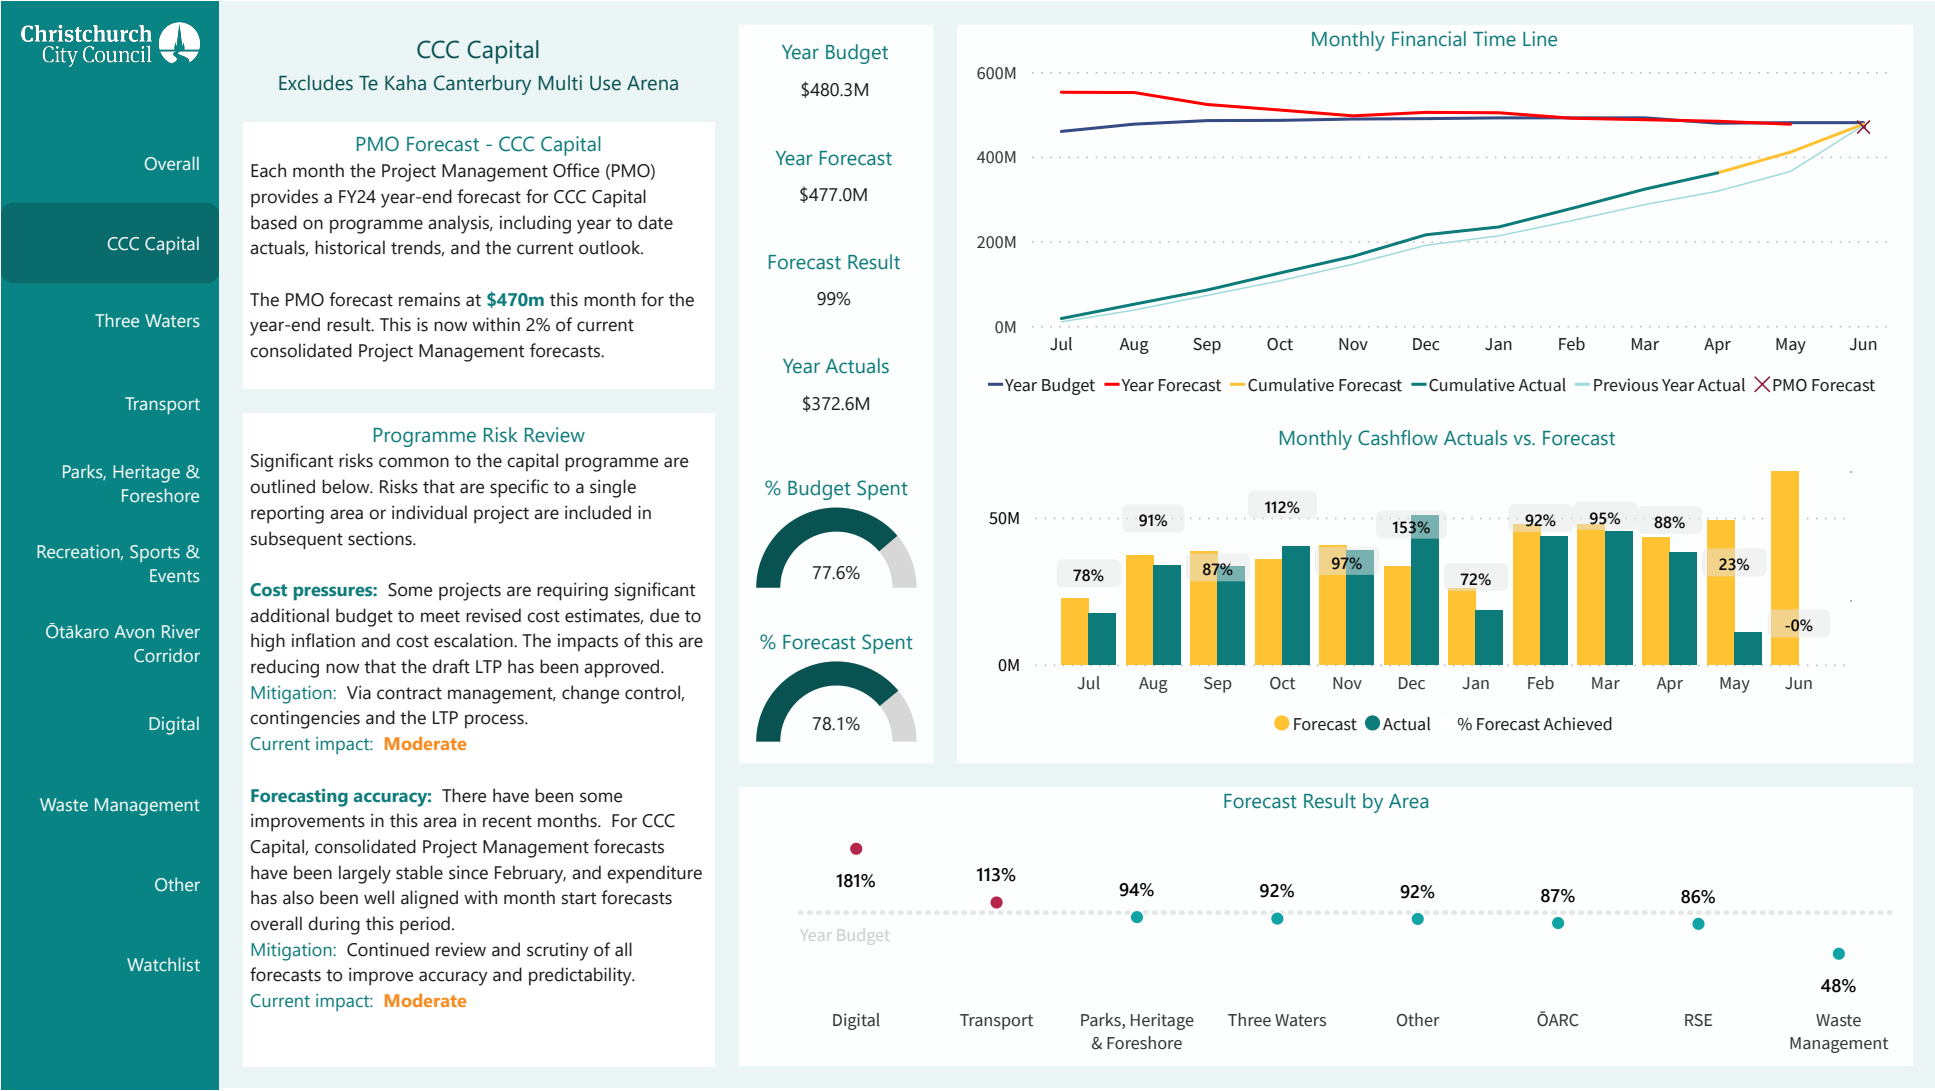 Christchurch
City Council
Overall
CCC Capital
Three Waters
Transport
Parks, Heritage &
Foreshore
Recreation, Sports &
Events
Ōtākaro Avon River
Corridor
Digital
Waste Management
Other
Watchlist
CCC Capital
Excludes Te Kaha Canterbury Multi Use Arena
PMO Forecast - CCC Capital
Each month the Project Management Office (PMO)
provides a FY24 year-end forecast for CCC Capital
based on programme analysis, including year to date
actuals, historical trends, and the current outlook.
The PMO forecast remains at $470m this month for the
year-end result. This is now within 2% of current
consolidated Project Management forecasts.
Programme Risk Review
Significant risks common to the capital programme are
outlined below. Risks that are specific to a single
reporting area or individual project are included in
subsequent sections.
Cost pressures: Some projects are requiring significant
additional budget to meet revised cost estimates, due to
high inflation and cost escalation. The impacts of this are
reducing now that the draft LTP has been approved.
Mitigation: Via contract management, change control,
contingencies and the LTP process.
Current impact: Moderate
Forecasting accuracy: There have been some
improvements in this area in recent months. For CCC
Capital, consolidated Project Management forecasts
have been largely stable since February, and expenditure
has also been well aligned with month start forecasts
overall during this period.
Mitigation: Continued review and scrutiny of all
forecasts to improve accuracy and predictability.
Current impact: Moderate
Year Budget
$480.3M
Year Forecast
$477.0M
Forecast Result
99%
Year Actuals
$372.6M
% Budget Spent
77.6%
% Forecast Spent
78.1%
Monthly Financial Time Line
600M
400M
200M
0M
Jul Aug Sep Oct Nov Dec Jan Feb Mar Apr May Jun
Year Budget Year Forecast Cumulative Forecast Cumulative Actual Previous Year Actual PMO Forecast
Monthly Cashflow Actuals vs. Forecast
50M
0M
78% 91% 87% 112% 97% 153% 72% 92% 95% 88% 23% -0%
Jul Aug Sep Oct Nov Dec Jan Feb Mar Apr May Jun
Forecast Actual % Forecast Achieved
Forecast Result by Area
181% 113% 94% 92% 92% 87% 86% 48%
Year Budget
Digital Transport Parks, Heritage Three Waters Other ŌARC RSE Waste
& Foreshore Management